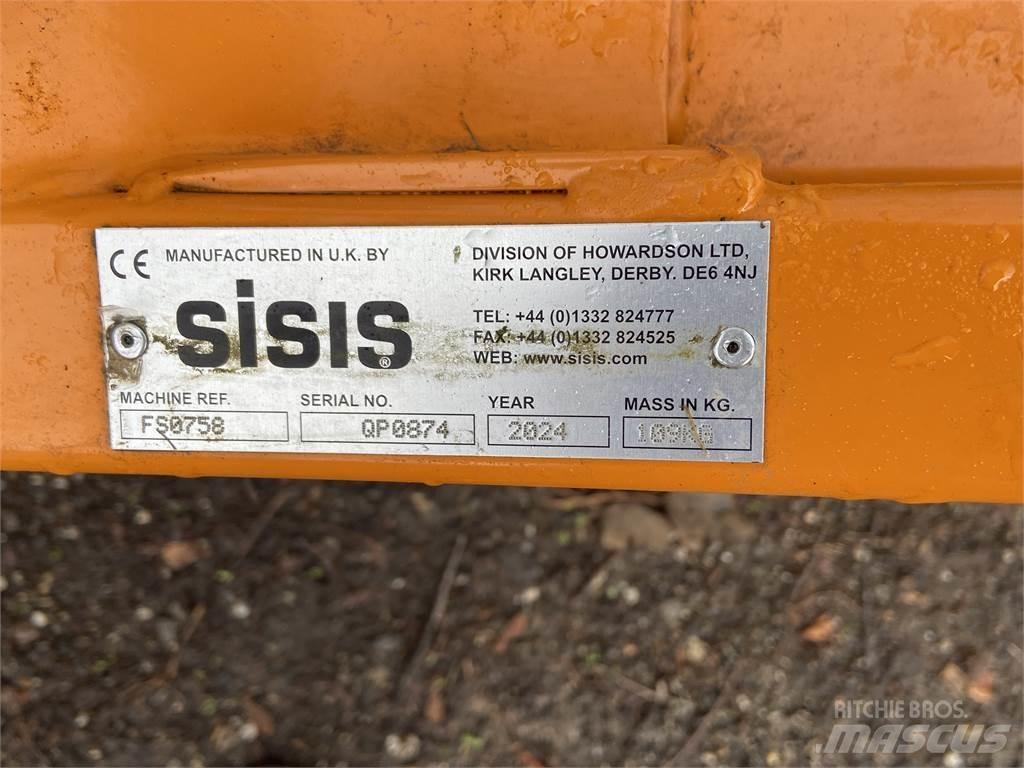 CE MANUFACTURED IN U.K. BY
SiSIS®
DIVISION OF HOWARDSON LTD,
KIRK LANGLEY, DERBY. DE6 4NJ
TEL: +44 (0)1332 824777
FAX: +44 (0)1332 824525
WEB: www.sisis.com
MACHINE REF. SERIAL NO. YEAR MASS IN KG.
FS0758 QP0874 2024 109KG
RITCHIE BROS.
MASCUS